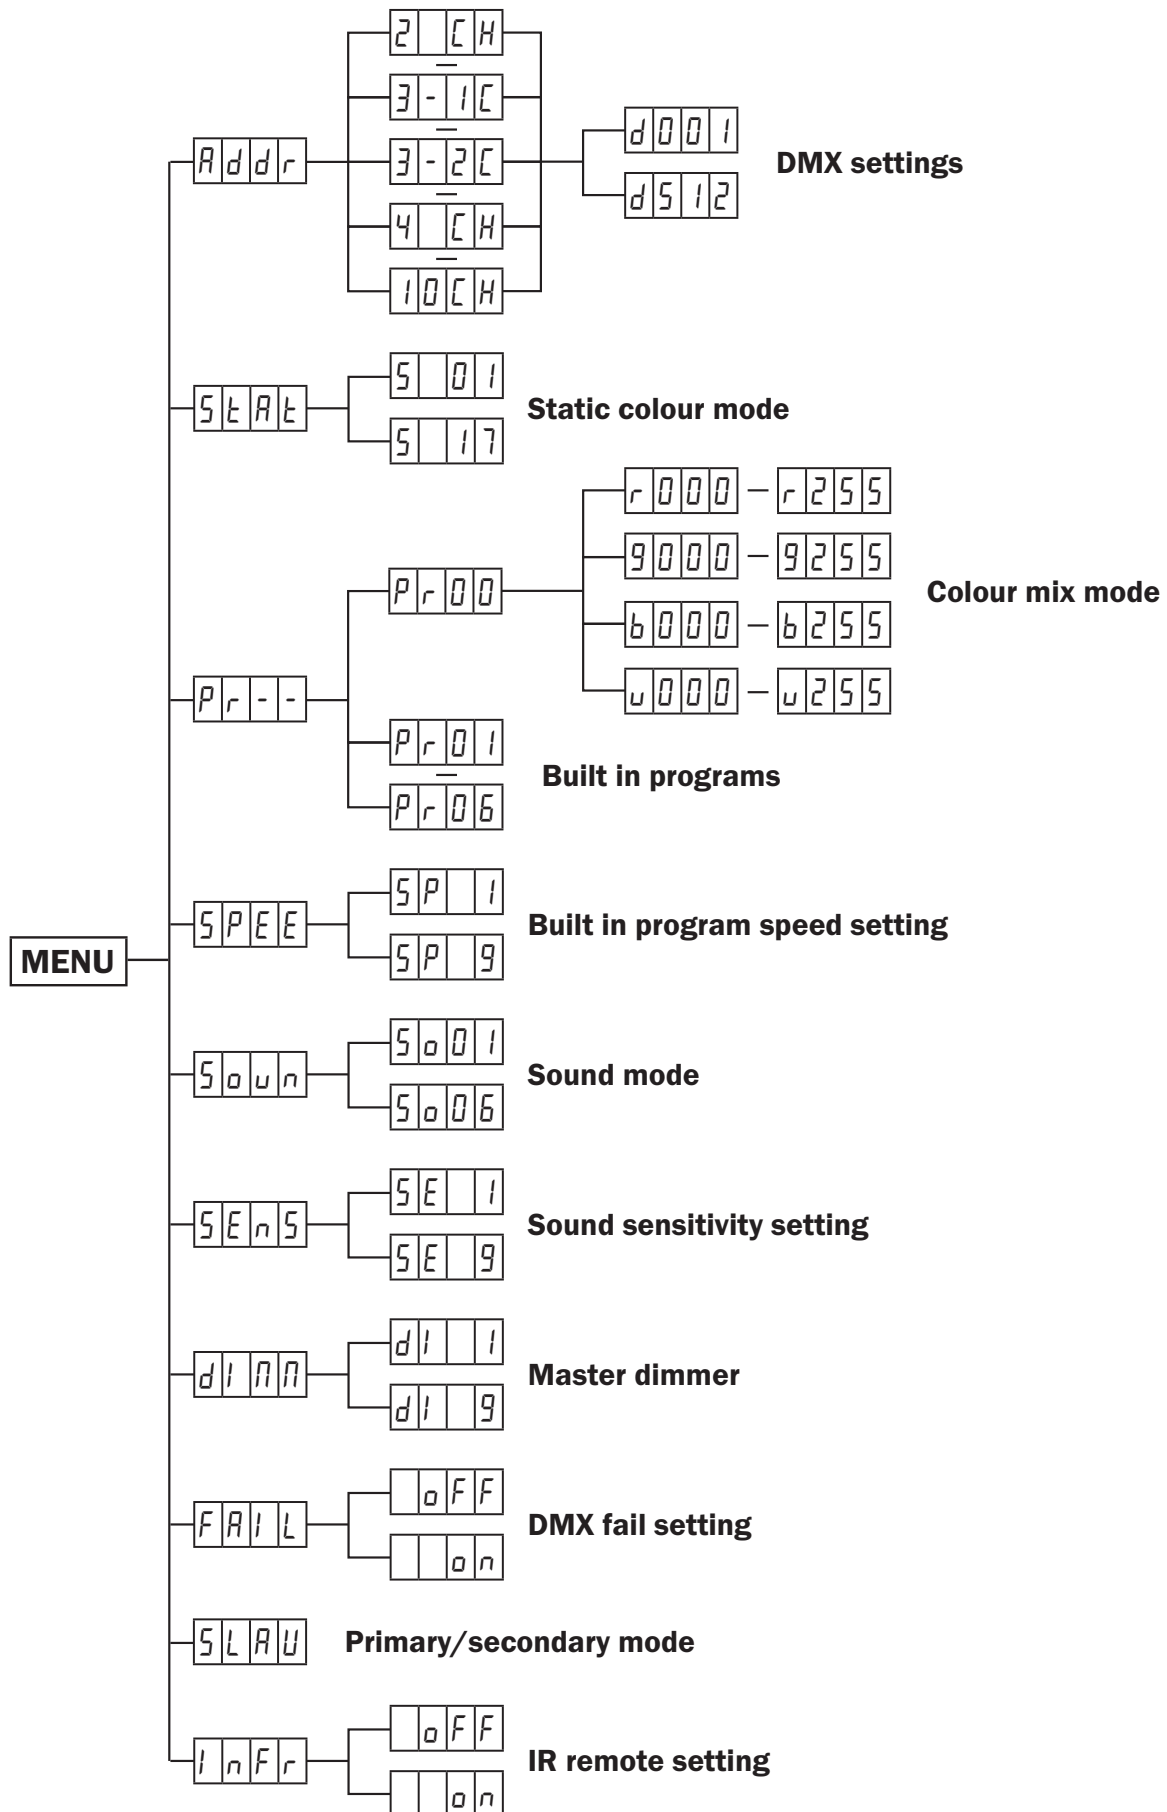 2 CH
—
3-1C
—
Addr
3-2C
—
4 CH
—
10CH
d001
d512
DMX settings
StAt
S 01
S 17
Static colour mode
Pr--
Pr00
r000 — r255
g000 — g255
b000 — b255
u000 — u255
Colour mix mode
Pr01
—
Pr06
Built in programs
MENU
SPEE
SP 1
SP 9
Built in program speed setting
Soun
So01
So06
Sound mode
SEnS
SE 1
SE 9
Sound sensitivity setting
dIMM
dI 1
dI 9
Master dimmer
FAIL
oFF
on
DMX fail setting
SLAU
Primary/secondary mode
InFr
oFF
on
IR remote setting